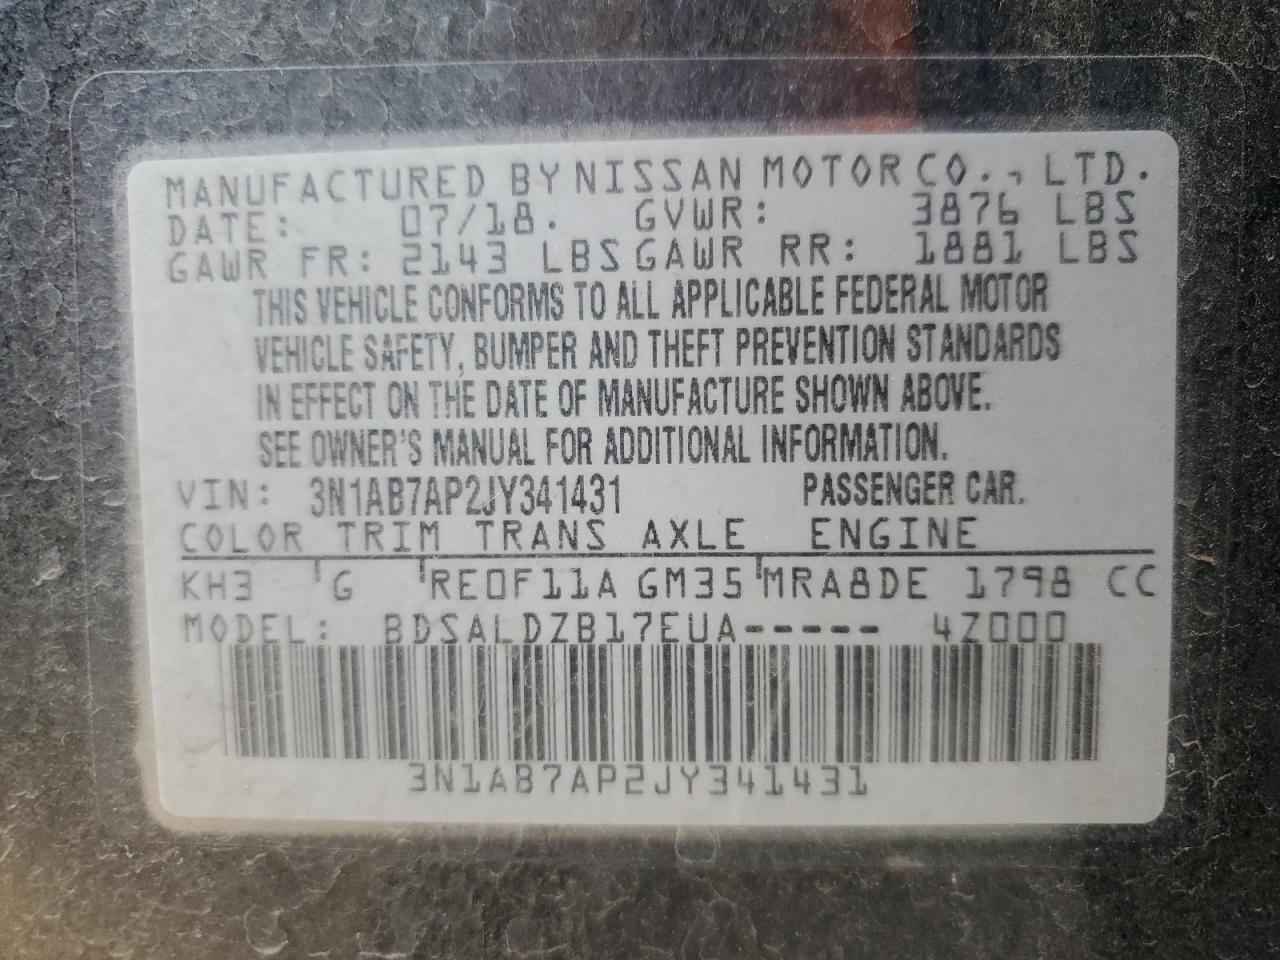 MANUFACTURED BY NISSAN MOTOR CO., LTD.
DATE: 07/18. GVWR: 3876 LBS
GAWR FR: 2143 LBS GAWR RR: 1881 LBS
THIS VEHICLE CONFORMS TO ALL APPLICABLE FEDERAL MOTOR
VEHICLE SAFETY, BUMPER AND THEFT PREVENTION STANDARDS
IN EFFECT ON THE DATE OF MANUFACTURE SHOWN ABOVE.
SEE OWNER'S MANUAL FOR ADDITIONAL INFORMATION.
VIN: 3N1AB7AP2JY341431 PASSENGER CAR.
COLOR TRIM TRANS AXLE ENGINE
KH3 G RE0F11A GM35 MRA8DE 1798 CC
MODEL: BDSALDZB17EUA----- 4Z000
3N1AB7AP2JY341431